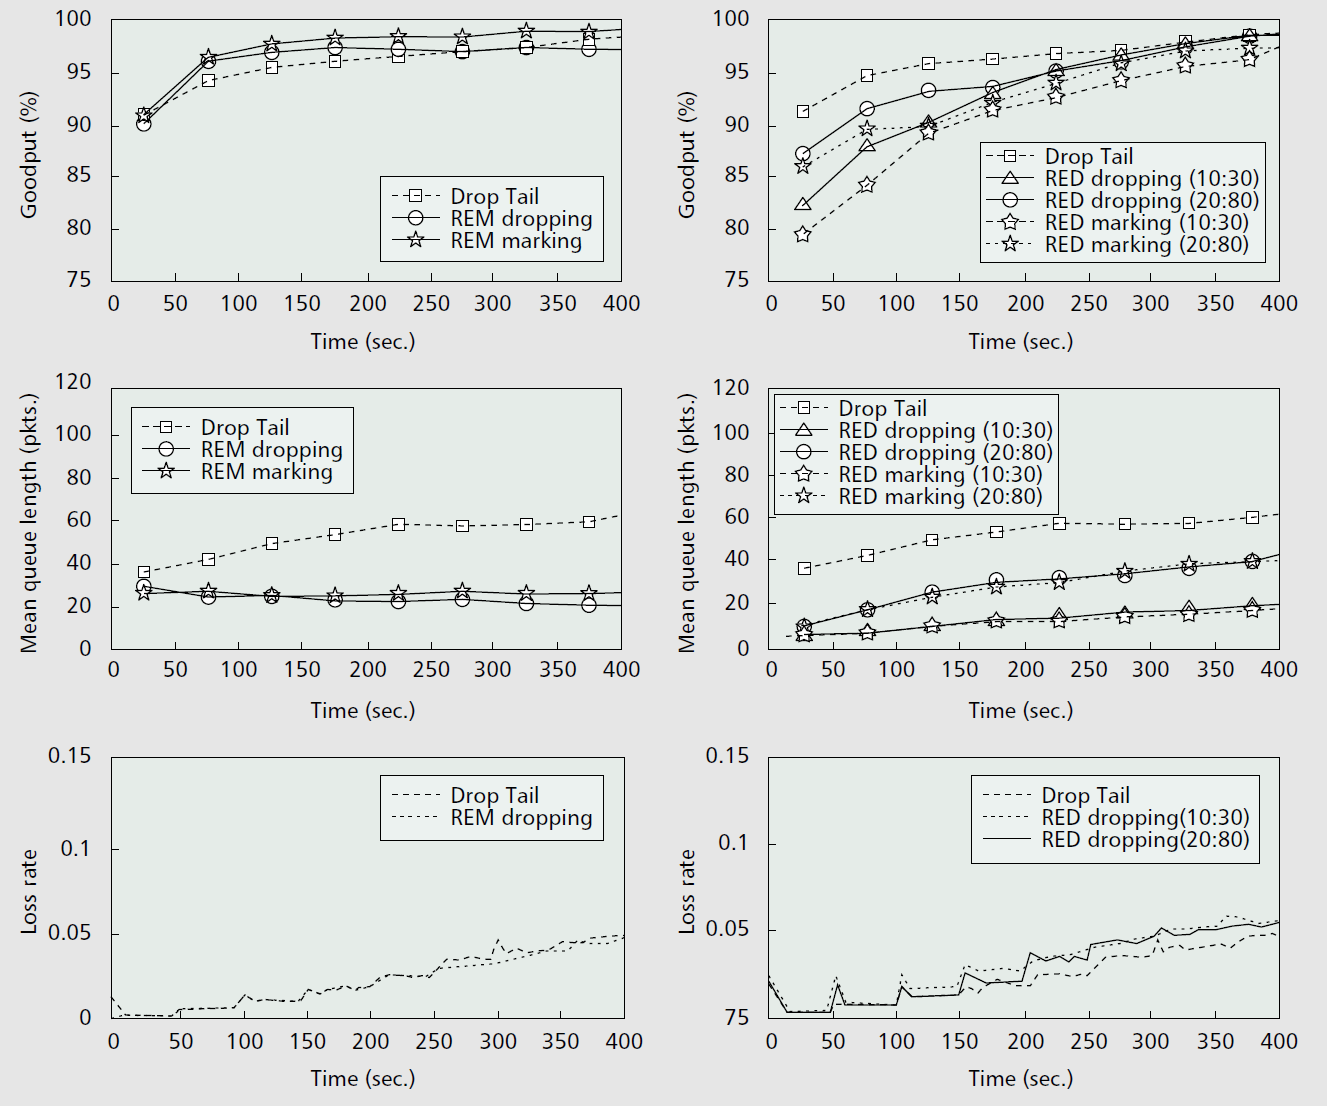 100
95
90
85
80
75
Goodput (%)
Drop Tail
REM dropping
REM marking
0 50 100 150 200 250 300 350 400
Time (sec.)
100
95
90
85
80
75
Goodput (%)
Drop Tail
RED dropping (10:30)
RED dropping (20:80)
RED marking (10:30)
RED marking (20:80)
0 50 100 150 200 250 300 350 400
Time (sec.)
120
100
80
60
40
20
0
Mean queue length (pkts.)
Drop Tail
REM dropping
REM marking
0 50 100 150 200 250 300 350 400
Time (sec.)
120
100
80
60
40
20
0
Mean queue length (pkts.)
Drop Tail
RED dropping (10:30)
RED dropping (20:80)
RED marking (10:30)
RED marking (20:80)
0 50 100 150 200 250 300 350 400
Time (sec.)
0.15
0.1
0.05
0
Loss rate
Drop Tail
REM dropping
0 50 100 150 200 250 300 350 400
Time (sec.)
0.15
0.1
0.05
75
Loss rate
Drop Tail
RED dropping(10:30)
RED dropping(20:80)
0 50 100 150 200 250 300 350 400
Time (sec.)